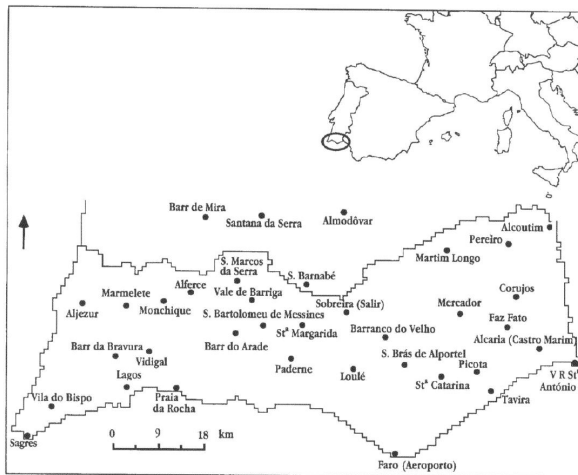 Barr de Mira
Santana da Serra
Almodôvar
Alcoutim
Pereiro
Martim Longo
S. Marcos
da Serra
S. Barnabé
Alferce
Vale de Barriga
Marmelete
Monchique
Aljezur
Corujos
Sobreira (Salir)
Mercador
Faz Fato
S. Bartolomeu de Messines
Stª Margarida
Barranco do Velho
Alcaria (Castro Marim)
Barr do Arade
Barr da Bravura
Vidigal
Paderne
Loulé
S. Brás de Alportel
Picota
V R Stº
António
Stª Catarina
Tavira
Lagos
Praia
da Rocha
Vila do Bispo
Sagres
0 9 18 km
Faro (Aeroporto)